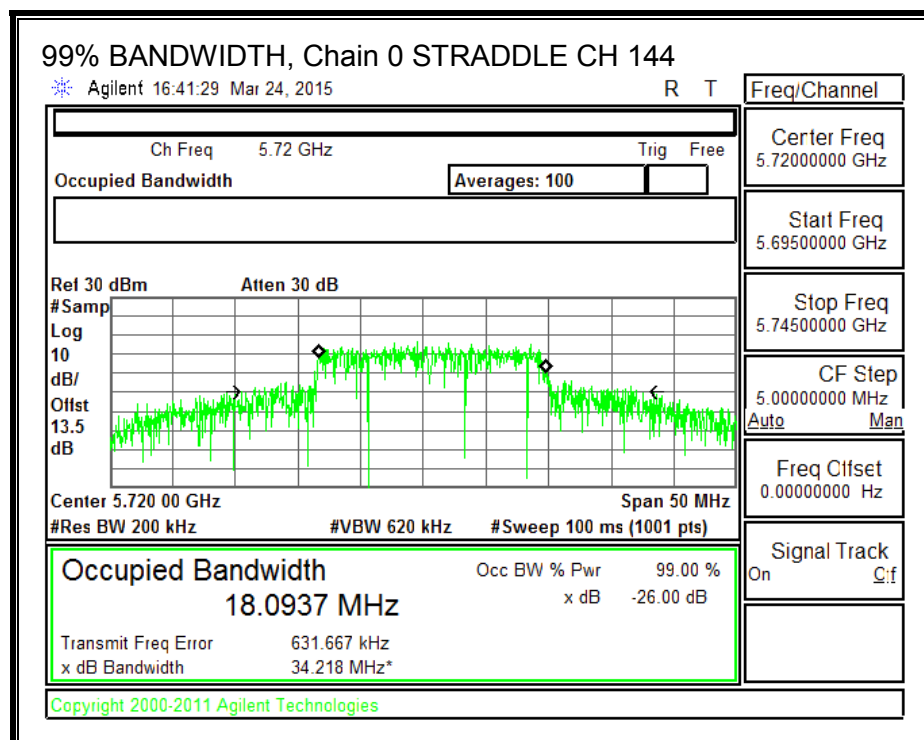 99% BANDWIDTH, Chain 0 STRADDLE CH 144
Agilent 16:41:29 Mar 24, 2015 R T
Ch Freq 5.72 GHz Trig Free
Occupied Bandwidth Averages: 100
Ref 30 dBm Atten 30 dB
#Samp
Log
10
dB/
Offst
13.5
dB
Center 5.720 00 GHz Span 50 MHz
#Res BW 200 kHz #VBW 620 kHz #Sweep 100 ms (1001 pts)
Occupied Bandwidth Occ BW % Pwr 99.00 %
18.0937 MHz x dB -26.00 dB
Transmit Freq Error 631.667 kHz
x dB Bandwidth 34.218 MHz*
Copyright 2000-2011 Agilent Technologies
Freq/Channel
Center Freq
5.72000000 GHz
Start Freq
5.69500000 GHz
Stop Freq
5.74500000 GHz
CF Step
5.00000000 MHz
Auto Man
Freq Offset
0.00000000 Hz
Signal Track
On Off